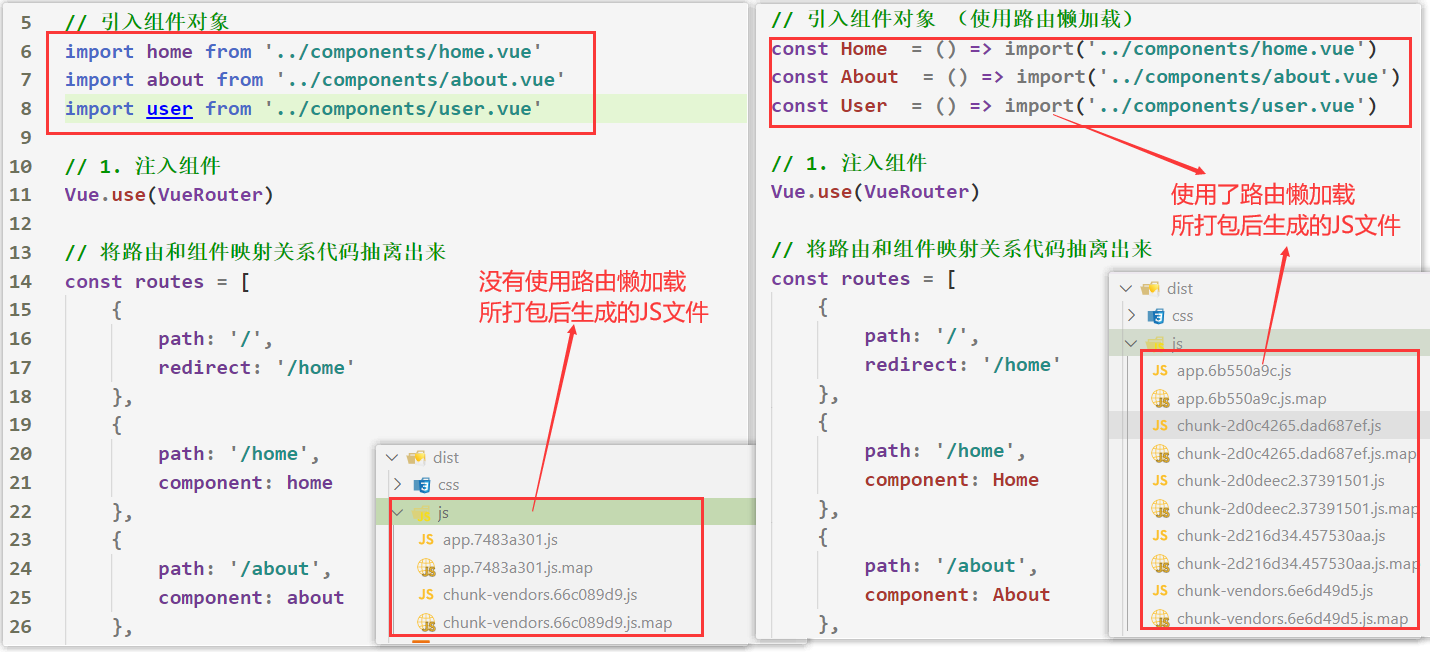 5 // 引入组件对象
6 import home from '../components/home.vue'
7 import about from '../components/about.vue'
8 import user from '../components/user.vue'
9
10 // 1. 注入组件
11 Vue.use(VueRouter)
12
13 // 将路由和组件映射关系代码抽离出来
14 const routes = [
15 {
16 path: '/',
17 redirect: '/home'
18 },
19 {
20 path: '/home',
21 component: home
22 },
23 {
24 path: '/about',
25 component: about
26 },
没有使用路由懒加载
所打包后生成的JS文件
dist
css
js
JS app.7483a301.js
JS app.7483a301.js.map
JS chunk-vendors.66c089d9.js
JS chunk-vendors.66c089d9.js.map
// 引入组件对象 （使用路由懒加载）
const Home = () => import('../components/home.vue')
const About = () => import('../components/about.vue')
const User = () => import('../components/user.vue')
// 1. 注入组件
Vue.use(VueRouter)
// 将路由和组件映射关系代码抽离出来
const routes = [
{
path: '/',
redirect: '/home'
},
{
path: '/home',
component: Home
},
{
path: '/about',
component: About
},
使用了路由懒加载
所打包后生成的JS文件
dist
css
js
JS app.6b550a9c.js
JS app.6b550a9c.js.map
JS chunk-2d0c4265.dad687ef.js
JS chunk-2d0c4265.dad687ef.js.map
JS chunk-2d0deec2.37391501.js
JS chunk-2d0deec2.37391501.js.map
JS chunk-2d216d34.457530aa.js
JS chunk-2d216d34.457530aa.js.map
JS chunk-vendors.6e6d49d5.js
JS chunk-vendors.6e6d49d5.js.map